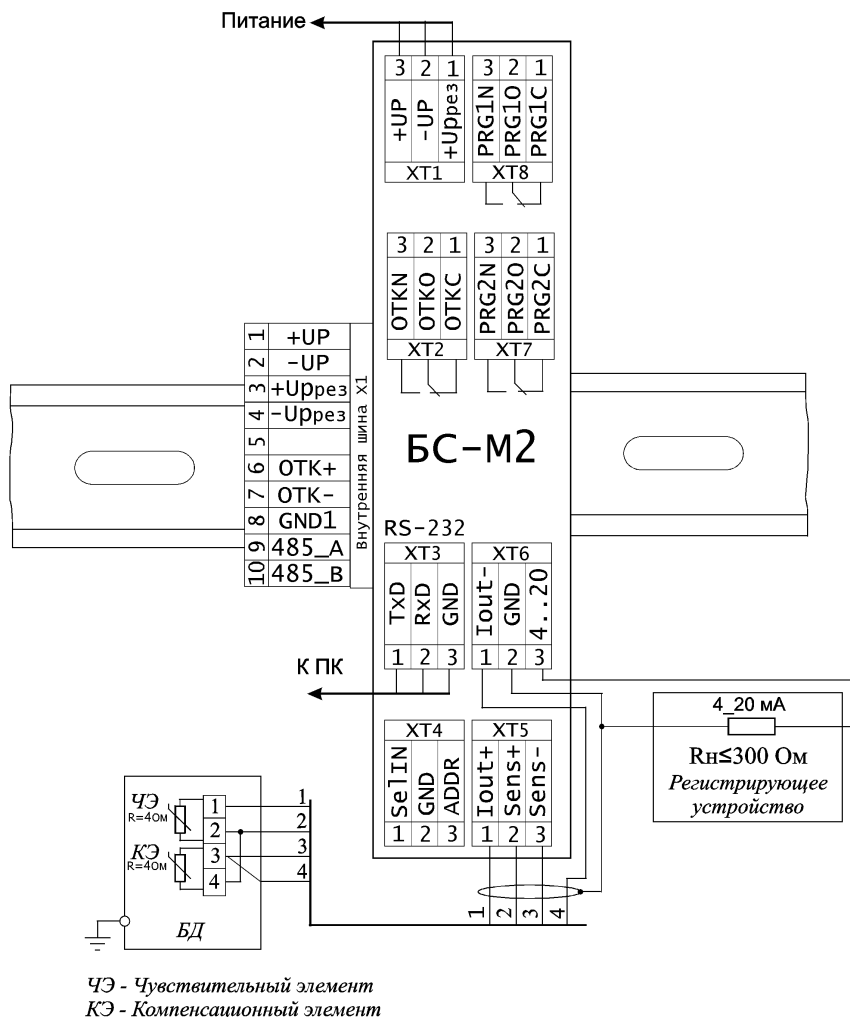 Питание
3 2 1
+UP
-UP
+Uррез
XT1
3 2 1
PRG1N
PRG1O
PRG1C
XT8
3 2 1
OTKN
OTKO
OTKC
XT2
3 2 1
PRG2N
PRG2O
PRG2C
XT7
1 +UP
2 -UP
3 +Uррез
4 -Uррез
5
6 OTK+
7 OTK-
8 GND1
9 485_A
10 485_B
Внутренняя шина X1
БС-М2
RS-232
XT3
TxD
RxD
GND
1 2 3
XT6
Iout-
GND
4..20
1 2 3
К ПК
XT4
SelIN
GND
ADDR
1 2 3
XT5
Iout+
Sens+
Sens-
1 2 3
4_20 мА
Rн≤300 Ом
Регистрирующее
устройство
ЧЭ
R=4Ом
КЭ
R=4Ом
1
2
3
4
БД
1
2
3
4
1 2 3 4
ЧЭ - Чувствительный элемент
КЭ - Компенсационный элемент